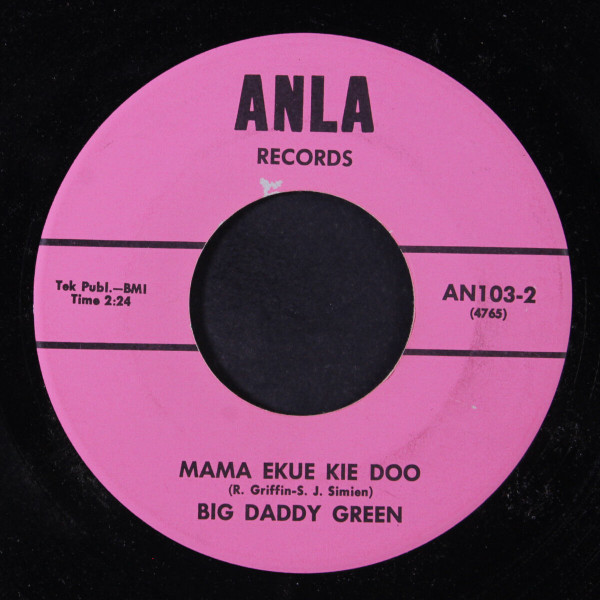 ANLA
RECORDS
Tek Publ.—BMI
Time 2:24
AN103-2
(4765)
MAMA EKUE KIE DOO
(R. Griffin-S. J. Simien)
BIG DADDY GREEN